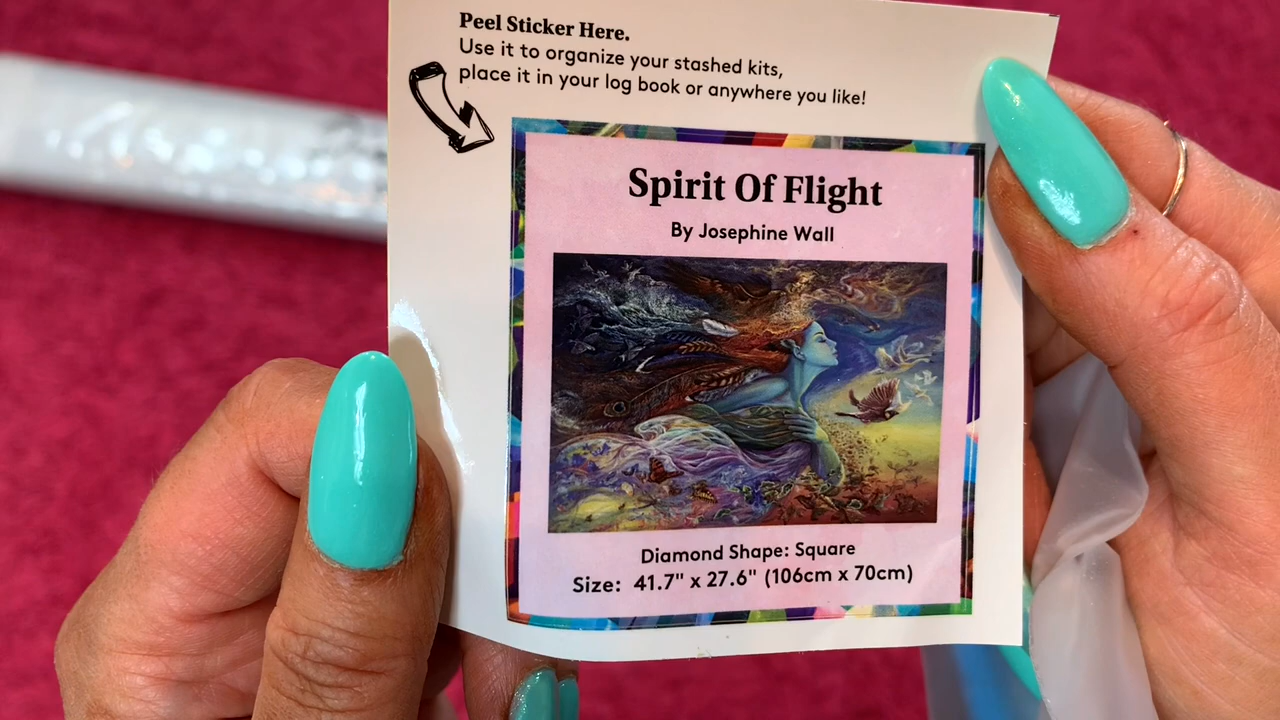 Peel Sticker Here.
Use it to organize your stashed kits,
place it in your log book or anywhere you like!
Spirit Of Flight
By Josephine Wall
Diamond Shape: Square
Size: 41.7" x 27.6" (106cm x 70cm)